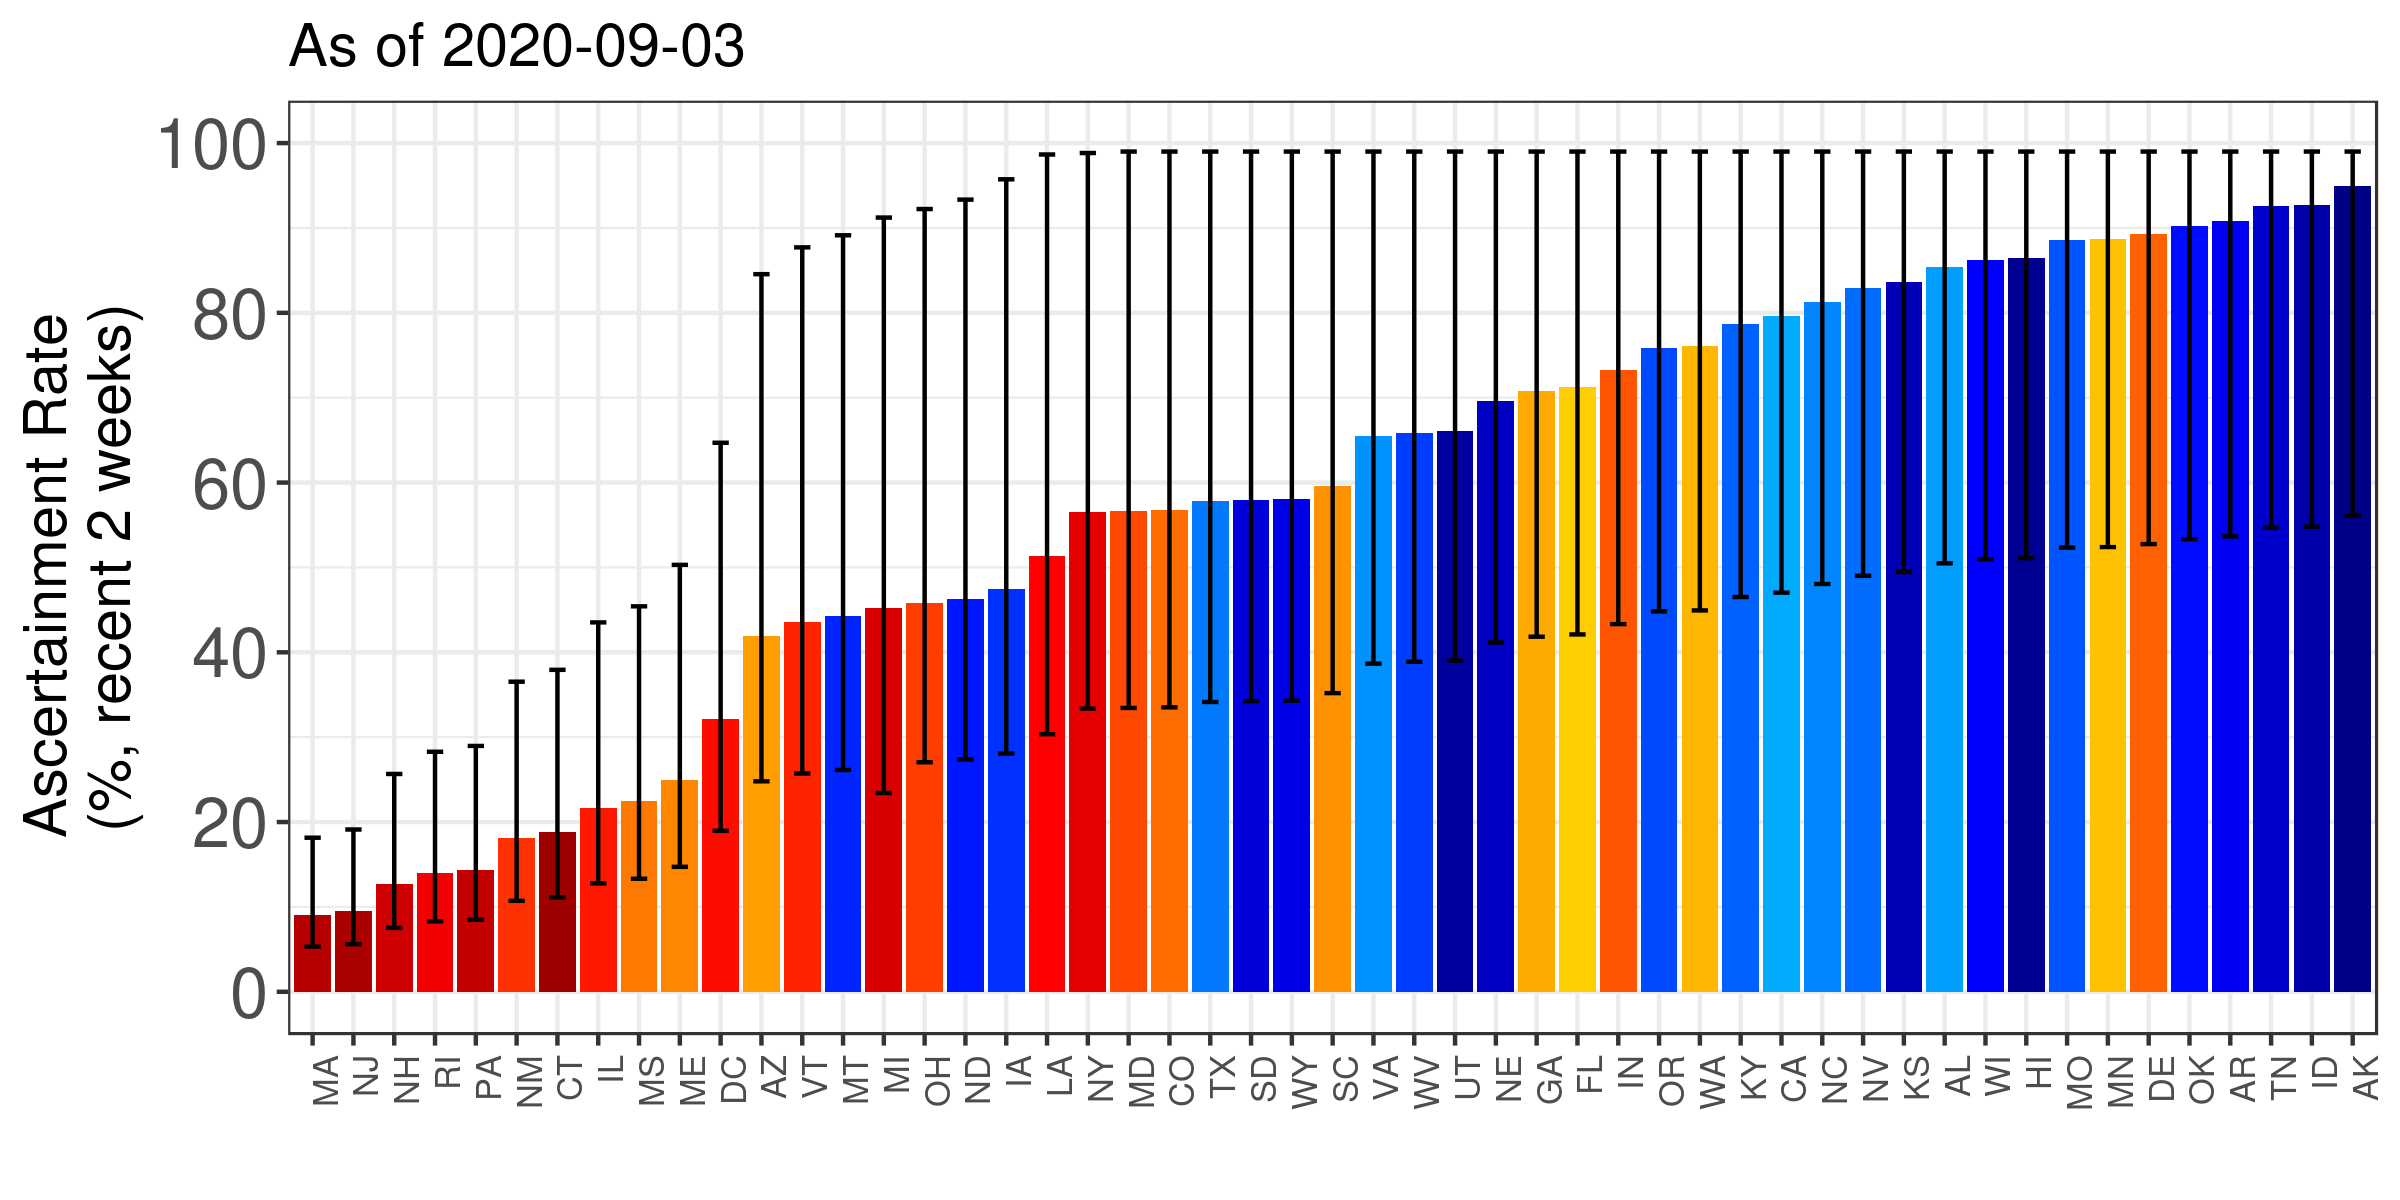 As of 2020-09-03
Ascertainment Rate
(%, recent 2 weeks)
100
80
60
40
20
0
MA NJ NH RI PA NM CT IL MS ME DC AZ VT MT MI OH ND IA LA NY MD CO TX SD WY SC VA WV UT NE GA FL IN OR WA KY CA NC NV KS AL WI HI MO MN DE OK AR TN ID AK